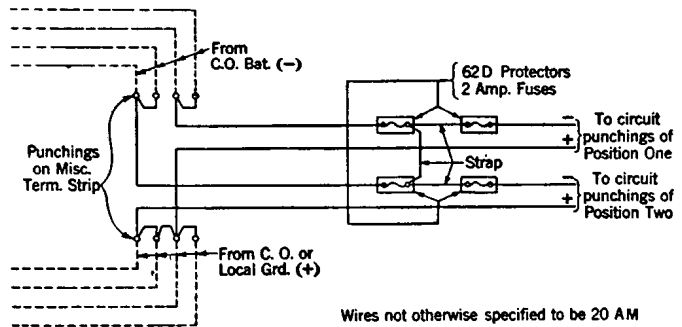 From
C.O. Bat. (−)
62D Protectors
2 Amp. Fuses
Punchings
on Misc.
Term. Strip
Strap
− To circuit
+ punchings of
Position One
− To circuit
+ punchings of
Position Two
From C. O. or
Local Grd. (+)
Wires not otherwise specified to be 20 AM